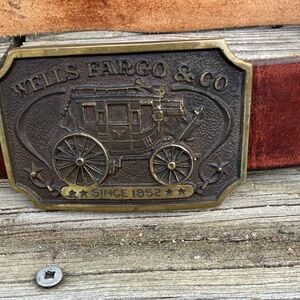 WELLS FARGO & CO
SINCE 1852